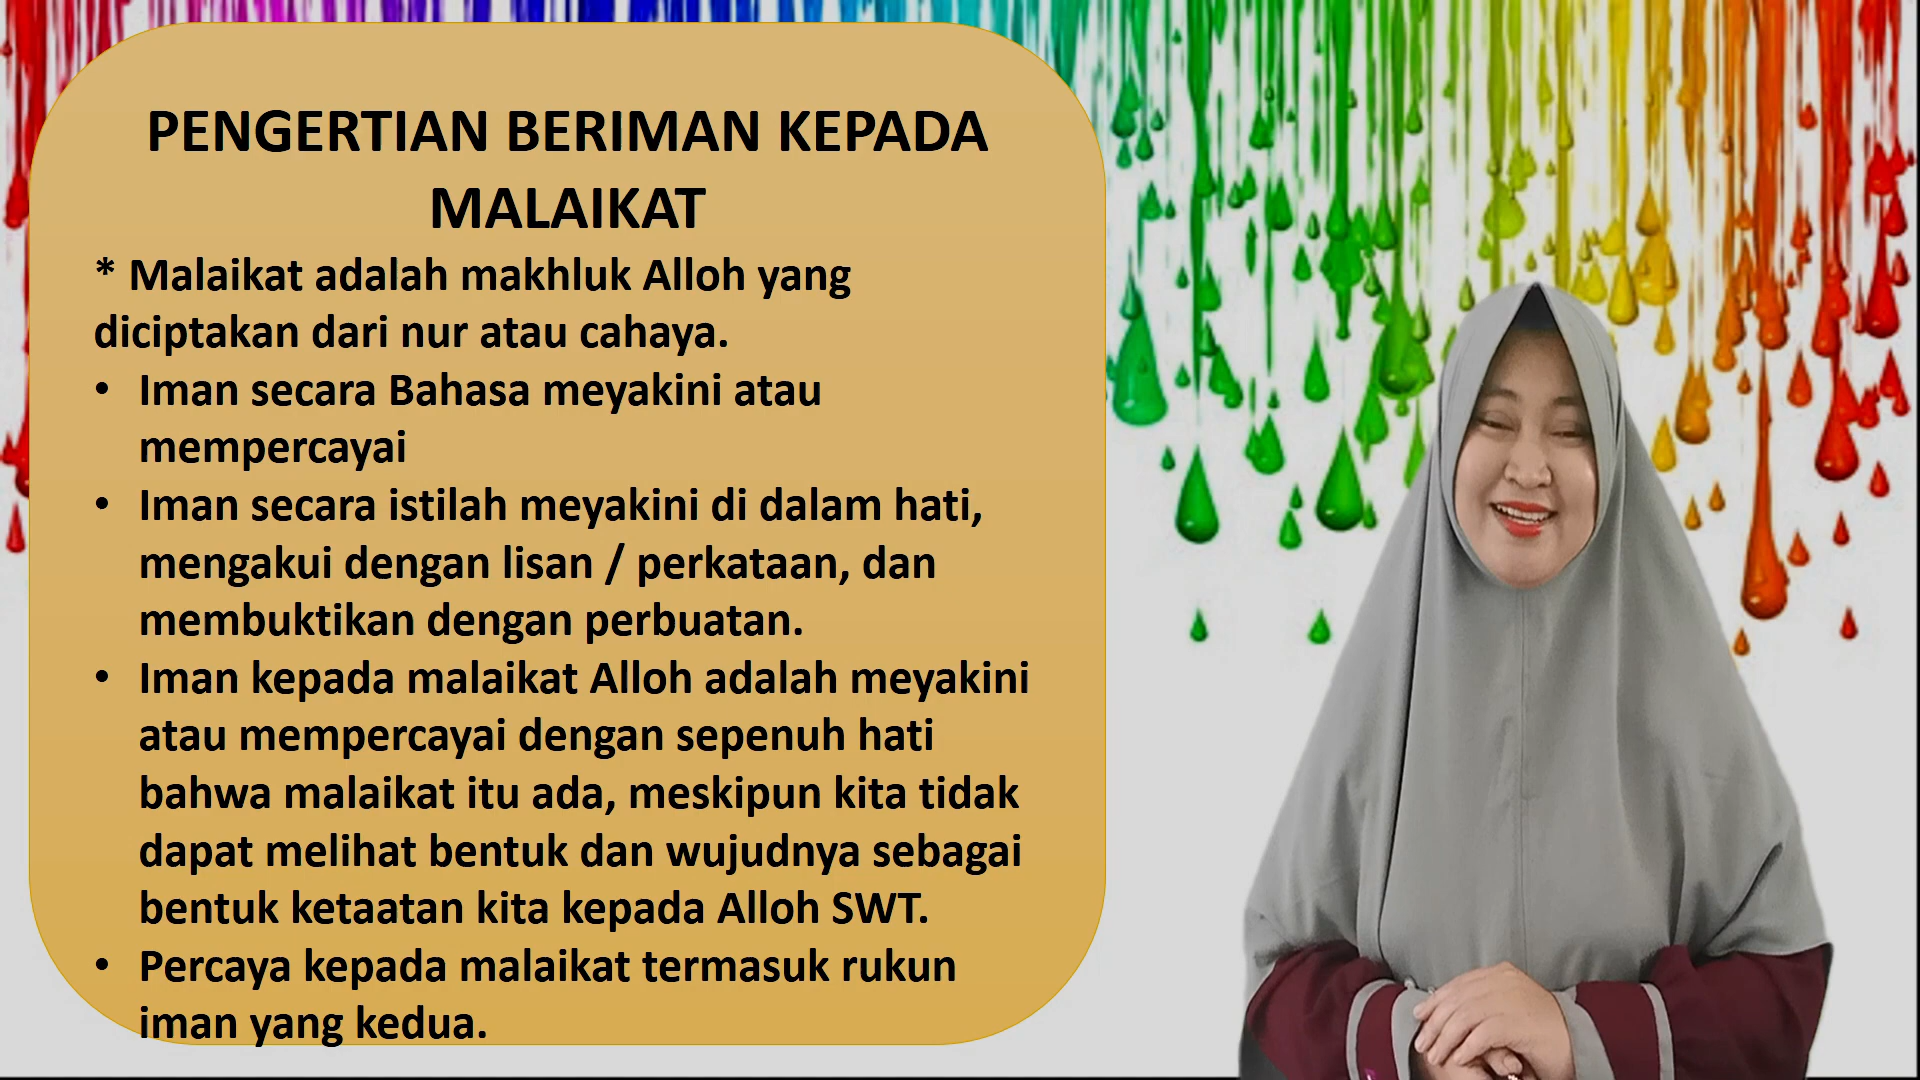 PENGERTIAN BERIMAN KEPADA
MALAIKAT
* Malaikat adalah makhluk Alloh yang
diciptakan dari nur atau cahaya.
• Iman secara Bahasa meyakini atau
mempercayai
• Iman secara istilah meyakini di dalam hati,
mengakui dengan lisan / perkataan, dan
membuktikan dengan perbuatan.
• Iman kepada malaikat Alloh adalah meyakini
atau mempercayai dengan sepenuh hati
bahwa malaikat itu ada, meskipun kita tidak
dapat melihat bentuk dan wujudnya sebagai
bentuk ketaatan kita kepada Alloh SWT.
• Percaya kepada malaikat termasuk rukun
iman yang kedua.